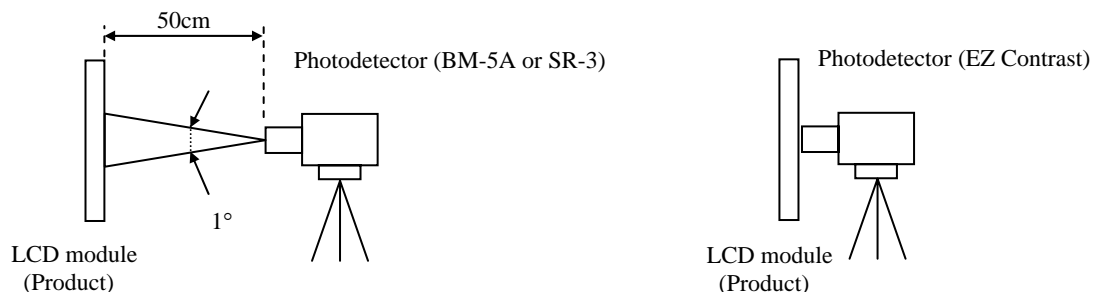 50cm
Photodetector (BM-5A or SR-3)
1°
LCD module
(Product)
Photodetector (EZ Contrast)
LCD module
(Product)